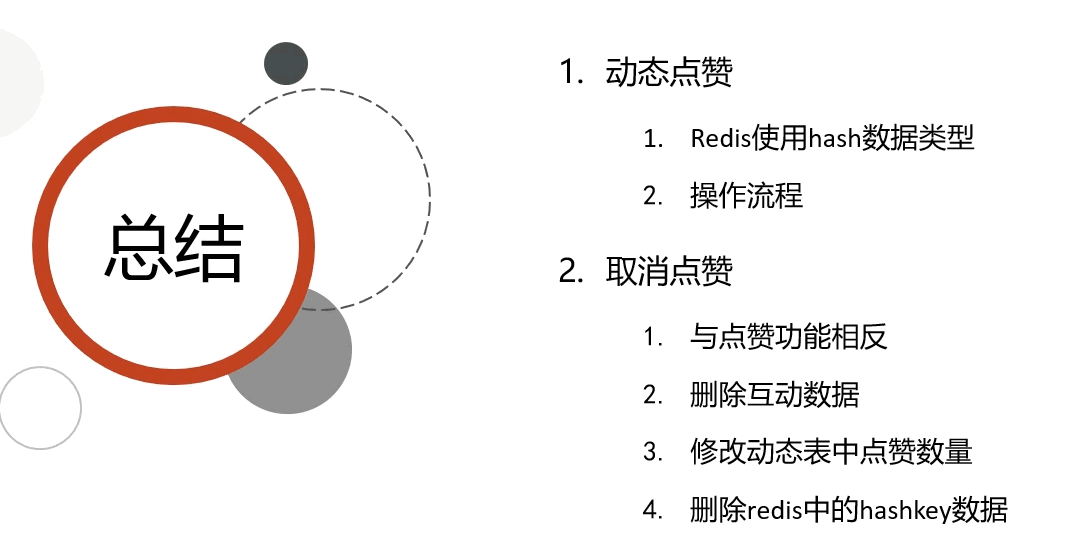 总结
1. 动态点赞
1. Redis使用hash数据类型
2. 操作流程
2. 取消点赞
1. 与点赞功能相反
2. 删除互动数据
3. 修改动态表中点赞数量
4. 删除redis中的hashkey数据